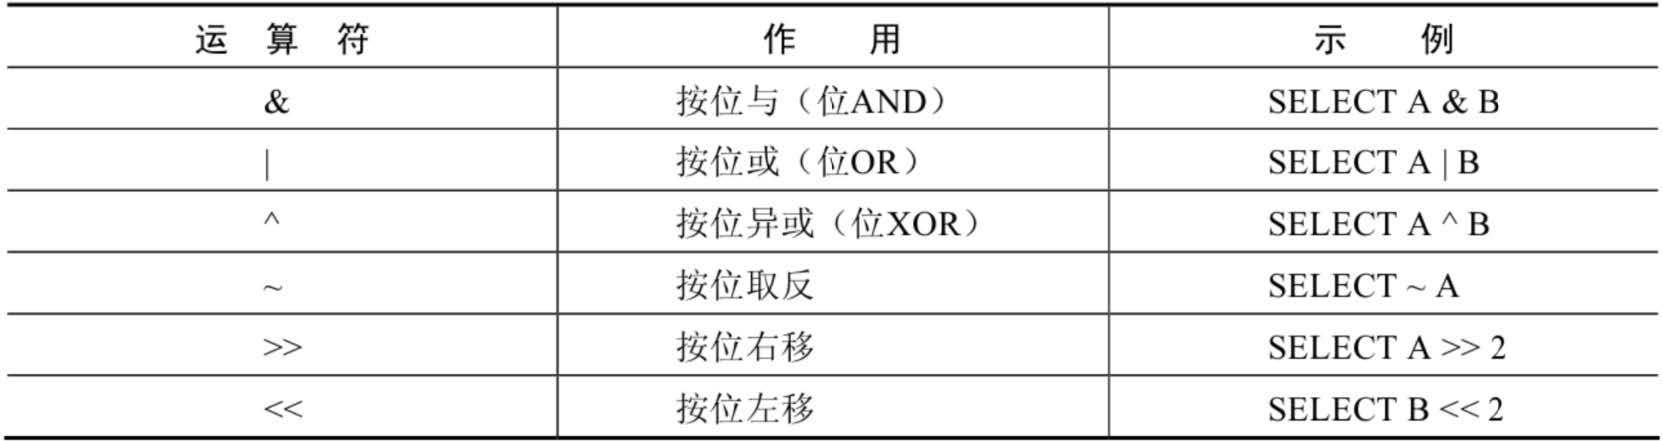 运 算 符 作 用 示 例
& 按位与（位AND） SELECT A & B
| 按位或（位OR） SELECT A | B
^ 按位异或（位XOR） SELECT A ^ B
~ 按位取反 SELECT ~ A
>> 按位右移 SELECT A >> 2
<< 按位左移 SELECT B << 2